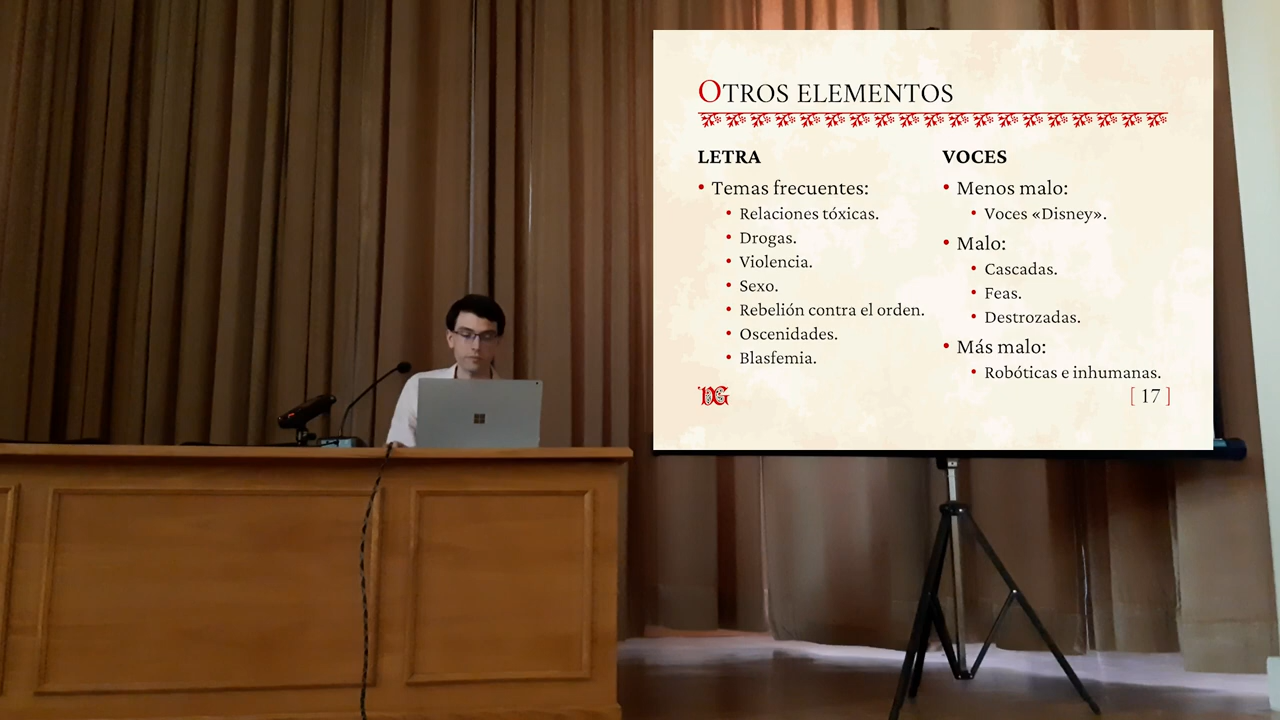 OTROS ELEMENTOS
LETRA
• Temas frecuentes:
• Relaciones tóxicas.
• Drogas.
• Violencia.
• Sexo.
• Rebelión contra el orden.
• Oscenidades.
• Blasfemia.
VOCES
• Menos malo:
• Voces «Disney».
• Malo:
• Cascadas.
• Feas.
• Destrozadas.
• Más malo:
• Robóticas e inhumanas.
DG
[ 17 ]